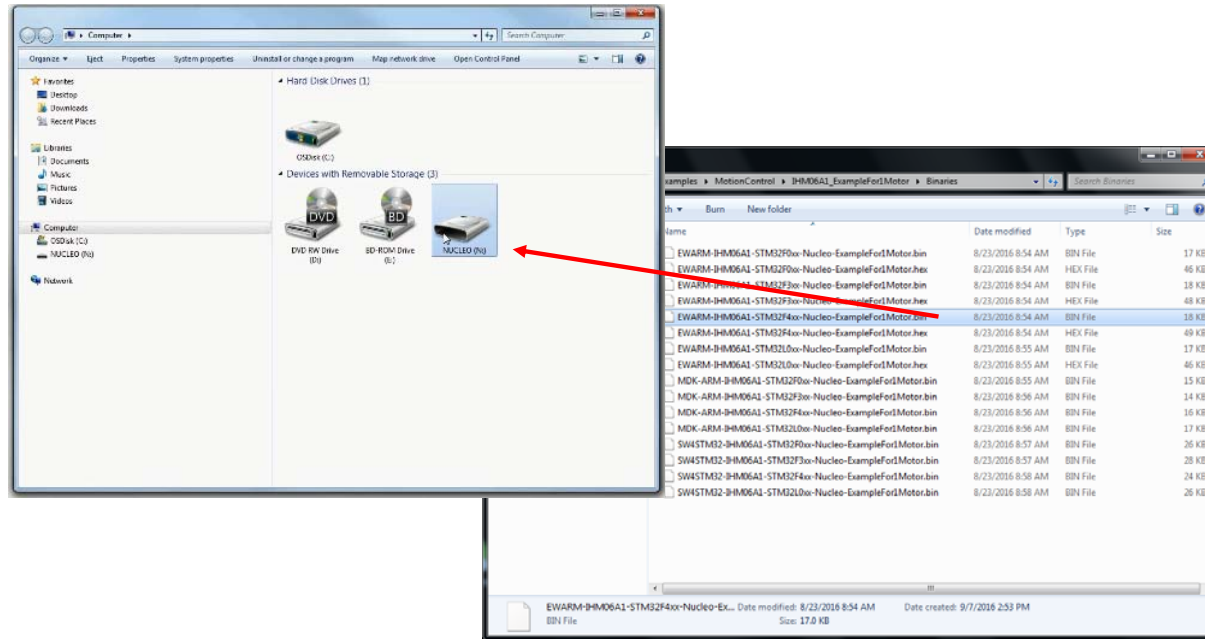 Computer
Search Computer
Organize Eject Properties System properties Uninstall or change a program Map network drive Open Control Panel
Favorites
Desktop
Downloads
Recent Places
Libraries
Documents
Music
Pictures
Videos
Computer
OSDisk (C:)
NUCLEO (N:)
Network
Hard Disk Drives (1)
OSDisk (C:)
Devices with Removable Storage (3)
DVD
BD
DVD RW Drive
(D:)
BD-ROM Drive
(E:)
NUCLEO (N:)
xamples MotionControl IHM06A1_ExampleFor1Motor Binaries
Search Binaries
th Burn New folder
Name Date modified Type Size
EWARM-IHM06A1-STM32F0xx-Nucleo-ExampleFor1Motor.bin 8/23/2016 8:54 AM BIN File 17 KB
EWARM-IHM06A1-STM32F0xx-Nucleo-ExampleFor1Motor.hex 8/23/2016 8:54 AM HEX File 46 KB
EWARM-IHM06A1-STM32F3xx-Nucleo-ExampleFor1Motor.bin 8/23/2016 8:54 AM BIN File 18 KB
EWARM-IHM06A1-STM32F3xx-Nucleo-ExampleFor1Motor.hex 8/23/2016 8:54 AM HEX File 48 KB
EWARM-IHM06A1-STM32F4xx-Nucleo-ExampleFor1Motor.bin 8/23/2016 8:54 AM BIN File 18 KB
EWARM-IHM06A1-STM32F4xx-Nucleo-ExampleFor1Motor.hex 8/23/2016 8:54 AM HEX File 49 KB
EWARM-IHM06A1-STM32L0xx-Nucleo-ExampleFor1Motor.bin 8/23/2016 8:55 AM BIN File 17 KB
EWARM-IHM06A1-STM32L0xx-Nucleo-ExampleFor1Motor.hex 8/23/2016 8:55 AM HEX File 46 KB
MDK-ARM-IHM06A1-STM32F0xx-Nucleo-ExampleFor1Motor.bin 8/23/2016 8:55 AM BIN File 15 KB
MDK-ARM-IHM06A1-STM32F3xx-Nucleo-ExampleFor1Motor.bin 8/23/2016 8:56 AM BIN File 14 KB
MDK-ARM-IHM06A1-STM32F4xx-Nucleo-ExampleFor1Motor.bin 8/23/2016 8:56 AM BIN File 16 KB
MDK-ARM-IHM06A1-STM32L0xx-Nucleo-ExampleFor1Motor.bin 8/23/2016 8:56 AM BIN File 17 KB
SW4STM32-IHM06A1-STM32F0xx-Nucleo-ExampleFor1Motor.bin 8/23/2016 8:57 AM BIN File 26 KB
SW4STM32-IHM06A1-STM32F3xx-Nucleo-ExampleFor1Motor.bin 8/23/2016 8:57 AM BIN File 28 KB
SW4STM32-IHM06A1-STM32F4xx-Nucleo-ExampleFor1Motor.bin 8/23/2016 8:58 AM BIN File 24 KB
SW4STM32-IHM06A1-STM32L0xx-Nucleo-ExampleFor1Motor.bin 8/23/2016 8:58 AM BIN File 26 KB
EWARM-IHM06A1-STM32F4xx-Nucleo-Ex... Date modified: 8/23/2016 8:54 AM Date created: 9/7/2016 2:53 PM
BIN File Size: 17.0 KB